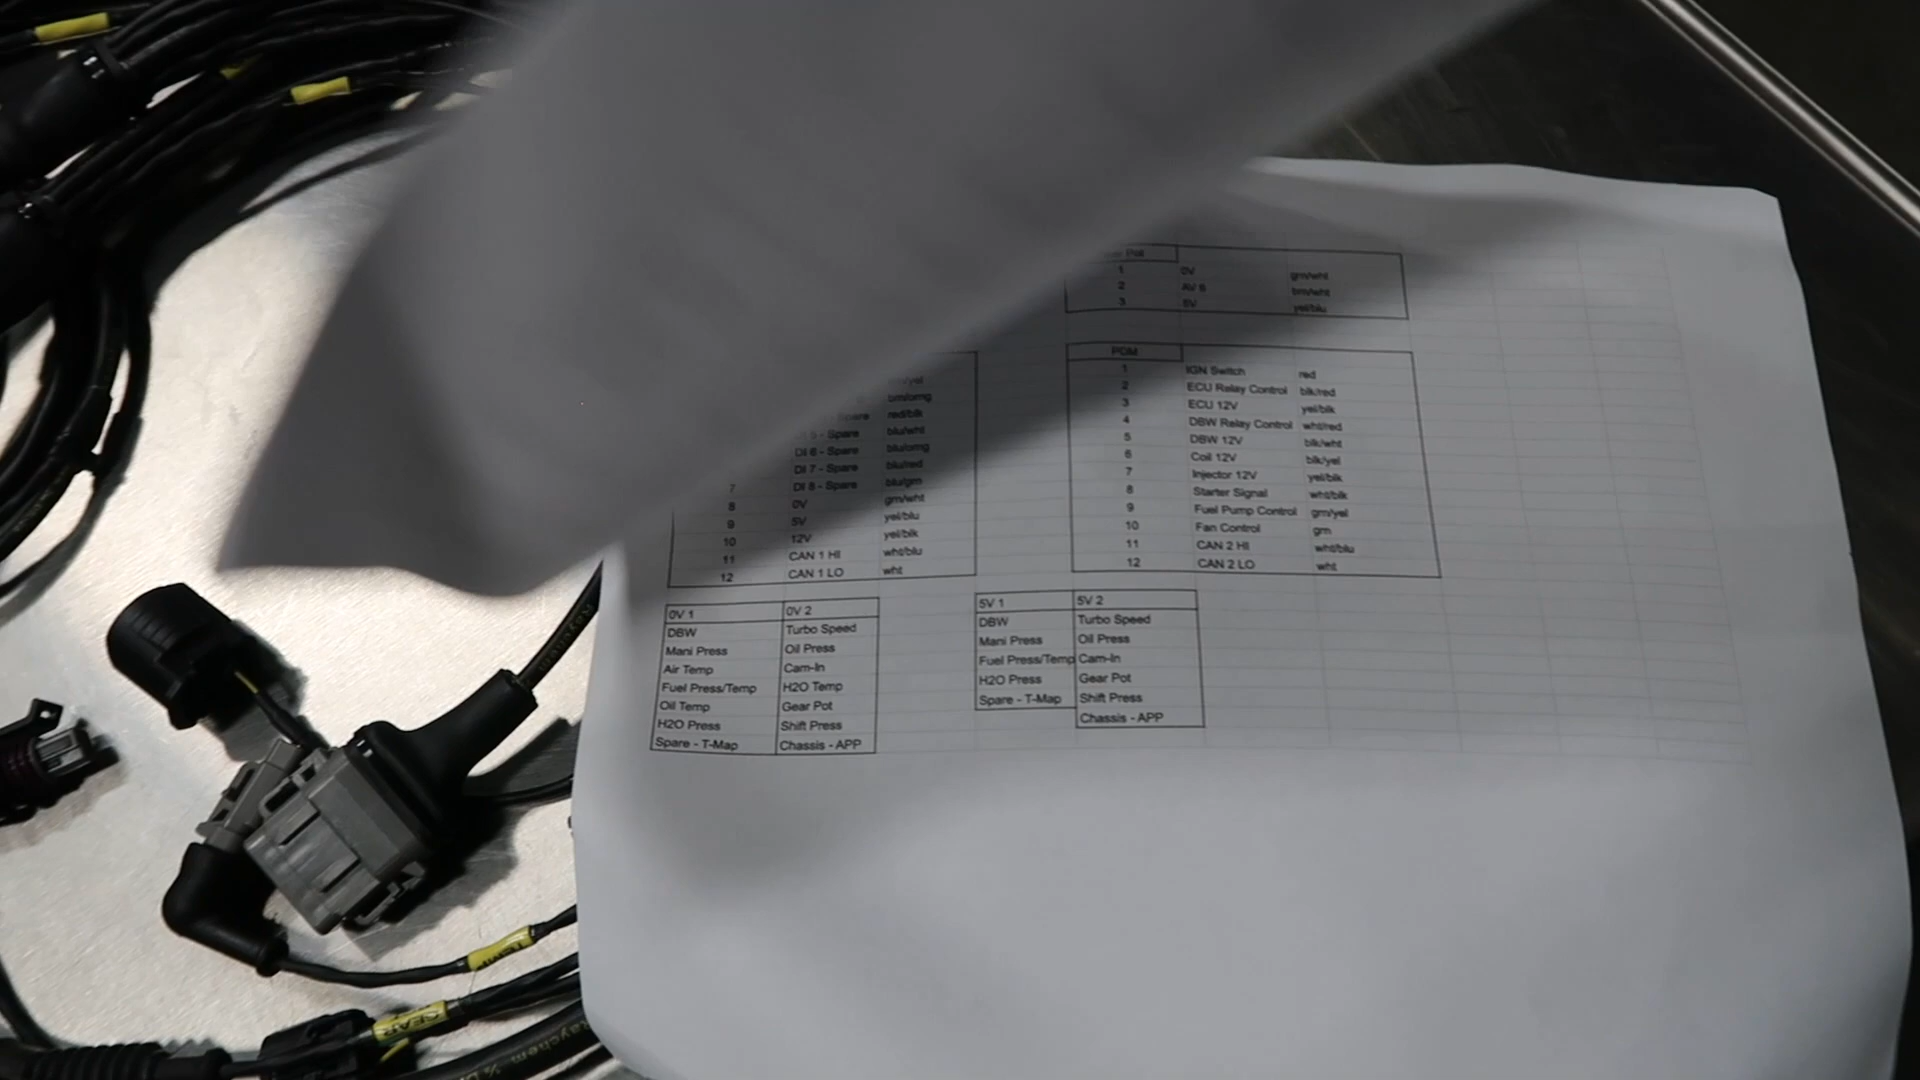 Pot
1 0V grn/wht
2 AV 8 brn/wht
3 5V yel/blu
PDM
1 IGN Switch red
2 ECU Relay Control blk/red
3 ECU 12V yel/blk
4 DBW Relay Control wht/red
5 DBW 12V blk/wht
6 Coil 12V blk/yel
7 Injector 12V yel/blk
8 Starter Signal wht/blk
9 Fuel Pump Control grn/yel
10 Fan Control grn
11 CAN 2 HI wht/blu
12 CAN 2 LO wht
brn/orng
Spare red/blk
5 - Spare blu/wht
DI 6 - Spare blu/orng
DI 7 - Spare blu/red
7 DI 8 - Spare blu/grn
8 0V grn/wht
9 5V yel/blu
10 12V yel/blk
11 CAN 1 HI wht/blu
12 CAN 1 LO wht
0V 1 0V 2
DBW Turbo Speed
Mani Press Oil Press
Air Temp Cam-In
Fuel Press/Temp H2O Temp
Oil Temp Gear Pot
H2O Press Shift Press
Spare - T-Map Chassis - APP
5V 1 5V 2
DBW Turbo Speed
Mani Press Oil Press
Fuel Press/Temp Cam-In
H2O Press Gear Pot
Spare - T-Map Shift Press
Chassis - APP
GEAR
Raychem